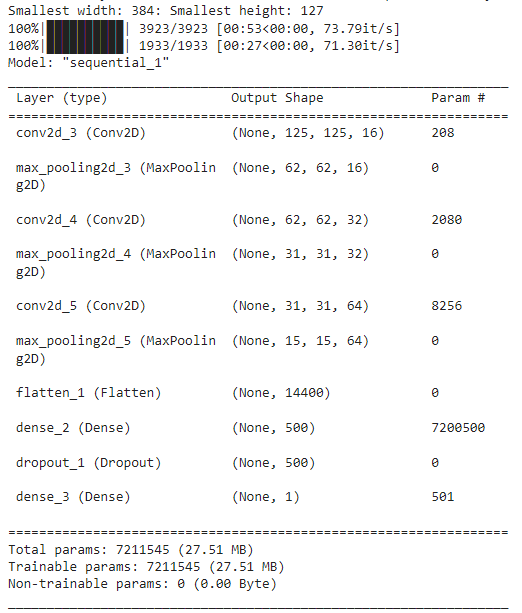 Smallest width: 384: Smallest height: 127
100%|██████████| 3923/3923 [00:53<00:00, 73.79it/s]
100%|██████████| 1933/1933 [00:27<00:00, 71.30it/s]
Model: "sequential_1"
_________________________________________________________________
Layer (type) Output Shape Param #
=================================================================
conv2d_3 (Conv2D) (None, 125, 125, 16) 208
max_pooling2d_3 (MaxPoolin (None, 62, 62, 16) 0
g2D)
conv2d_4 (Conv2D) (None, 62, 62, 32) 2080
max_pooling2d_4 (MaxPoolin (None, 31, 31, 32) 0
g2D)
conv2d_5 (Conv2D) (None, 31, 31, 64) 8256
max_pooling2d_5 (MaxPoolin (None, 15, 15, 64) 0
g2D)
flatten_1 (Flatten) (None, 14400) 0
dense_2 (Dense) (None, 500) 7200500
dropout_1 (Dropout) (None, 500) 0
dense_3 (Dense) (None, 1) 501
=================================================================
Total params: 7211545 (27.51 MB)
Trainable params: 7211545 (27.51 MB)
Non-trainable params: 0 (0.00 Byte)
_________________________________________________________________